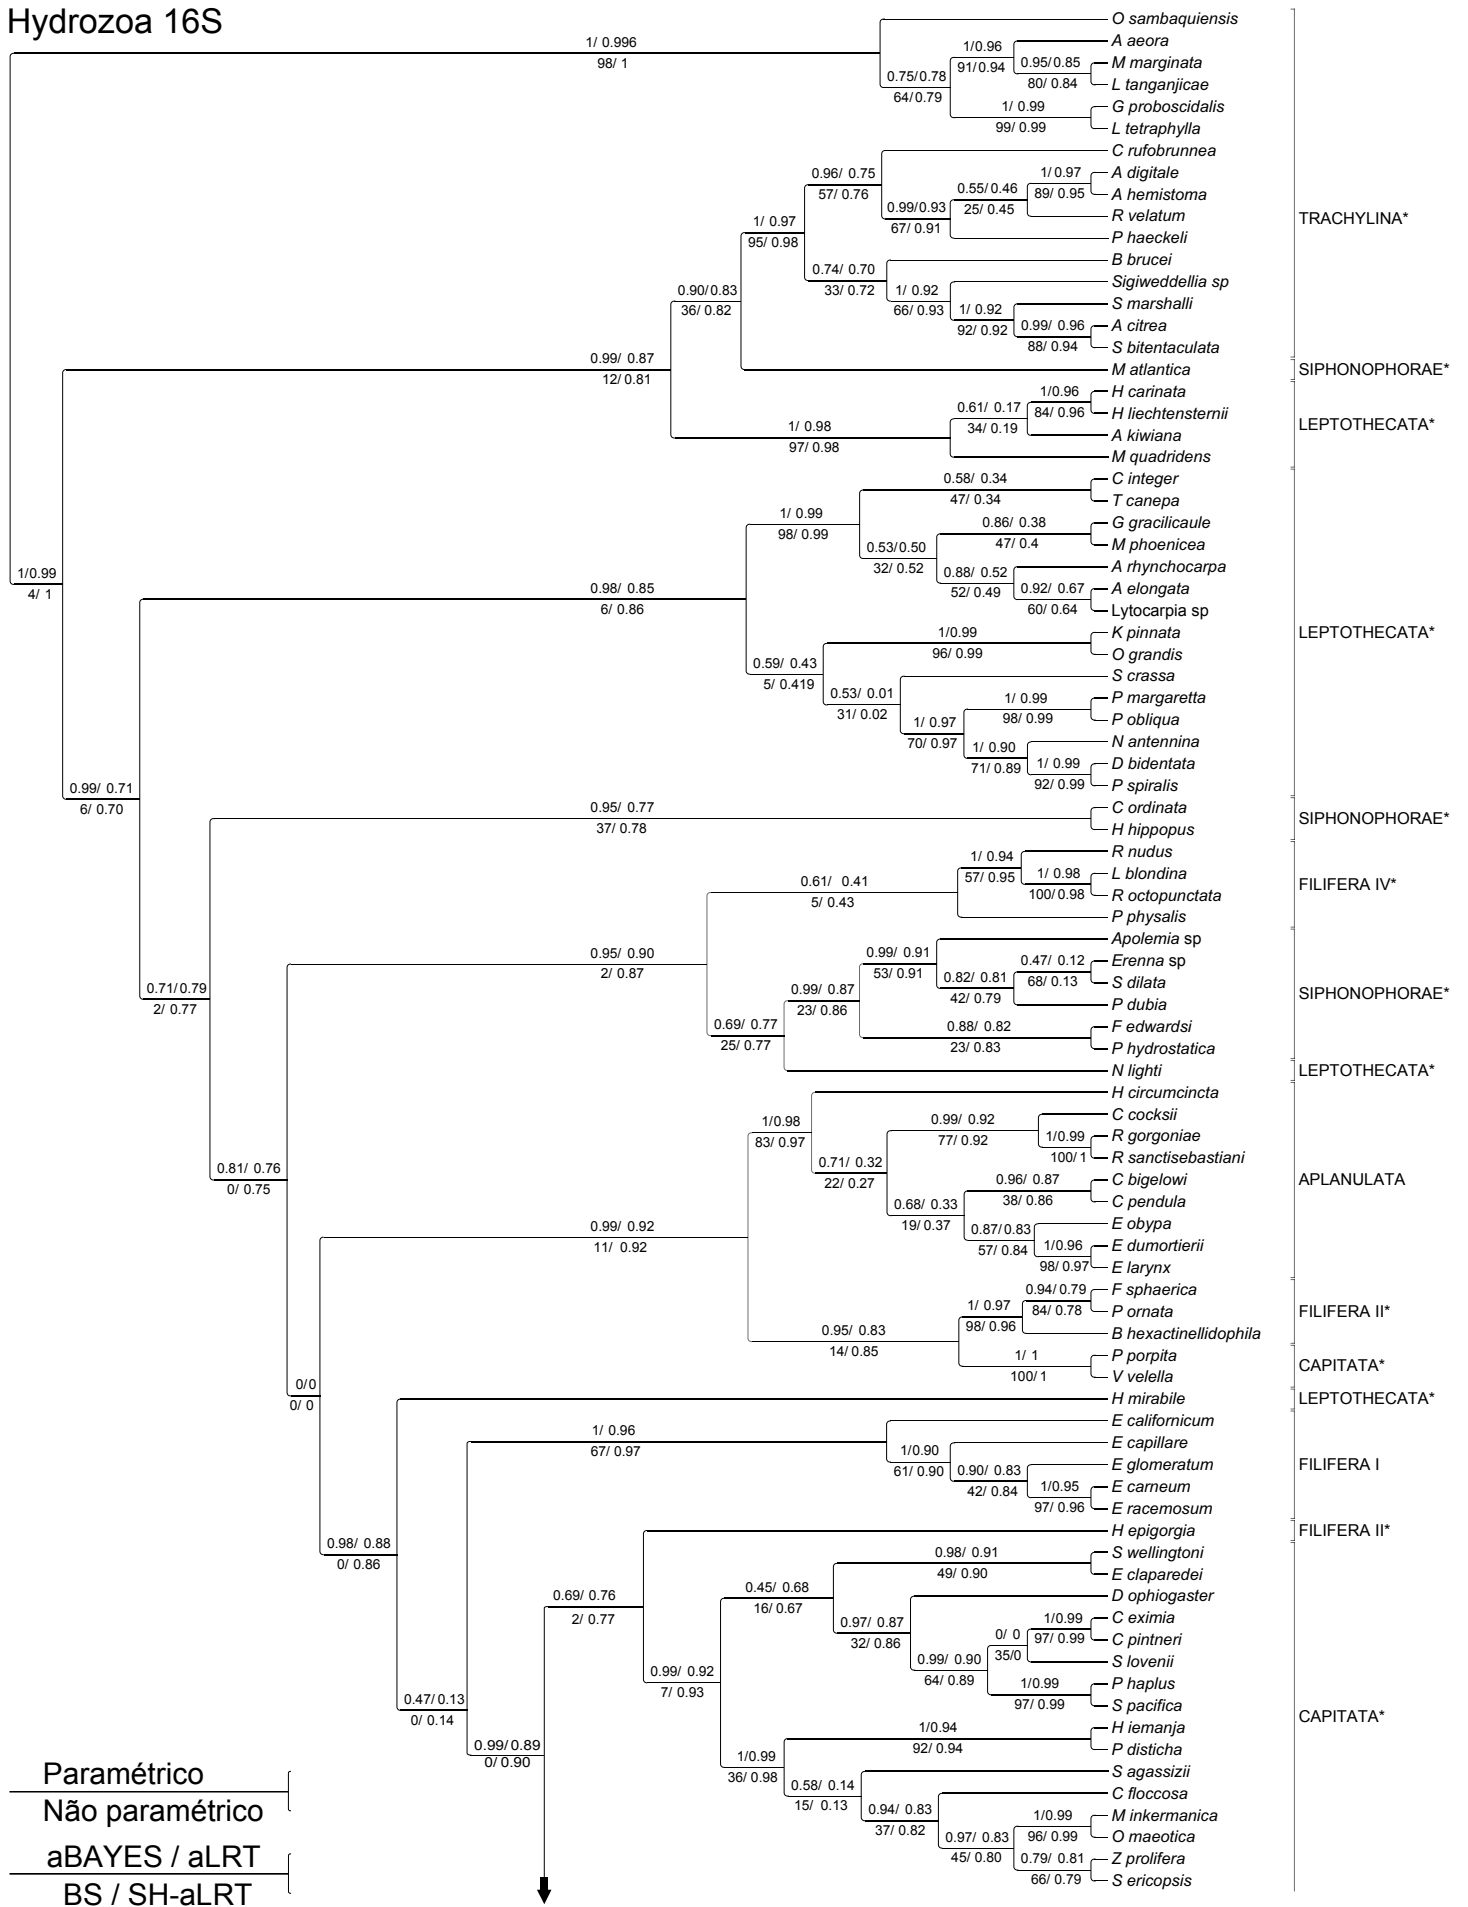 Hydrozoa 16S
O sambaquiensis
1/ 0.996
98/ 1
A aeora
1/0.96
91/0.94
M marginata
0.95/0.85
80/ 0.84
0.75/0.78
64/0.79
L tanganjicae
G proboscidalis
1/ 0.99
99/ 0.99
L tetraphylla
C rufobrunnea
0.96/ 0.75
57/ 0.76
A digitale
1/0.97
89/ 0.95
A hemistoma
0.55/0.46
25/ 0.45
R velatum
0.99/0.93
67/ 0.91
P haeckeli
1/ 0.97
95/ 0.98
TRACHYLINA*
B brucei
0.74/ 0.70
33/ 0.72
Sigiweddellia sp
1/ 0.92
66/ 0.93
S marshalli
1/ 0.92
92/ 0.92
A citrea
0.99/ 0.96
88/ 0.94
S bitentaculata
0.90/0.83
36/ 0.82
M atlantica
SIPHONOPHORAE*
0.99/ 0.87
12/ 0.81
H carinata
1/0.96
84/ 0.96
H liechtensternii
0.61/ 0.17
34/ 0.19
A kiwiana
LEPTOTHECATA*
1/ 0.98
97/ 0.98
M quadridens
C integer
0.58/ 0.34
47/ 0.34
T canepa
1/ 0.99
98/ 0.99
G gracilicaule
0.86/ 0.38
47/ 0.4
M phoenicea
0.53/0.50
32/ 0.52
A rhynchocarpa
0.88/ 0.52
52/ 0.49
A elongata
0.92/ 0.67
60/ 0.64
Lytocarpia sp
1/0.99
4/ 1
0.98/ 0.85
6/ 0.86
K pinnata
1/0.99
96/ 0.99
O grandis
LEPTOTHECATA*
0.59/ 0.43
5/ 0.419
S crassa
0.53/ 0.01
31/ 0.02
P margaretta
1/ 0.99
98/ 0.99
P obliqua
1/ 0.97
70/ 0.97
N antennina
1/ 0.90
71/ 0.89
D bidentata
1/ 0.99
92/ 0.99
P spiralis
0.99/ 0.71
6/ 0.70
C ordinata
0.95/ 0.77
37/ 0.78
H hippopus
SIPHONOPHORAE*
R nudus
1/ 0.94
57/ 0.95
L blondina
1/ 0.98
100/ 0.98
R octopunctata
0.61/ 0.41
5/ 0.43
P physalis
FILIFERA IV*
0.95/ 0.90
2/ 0.87
Apolemia sp
0.99/ 0.91
53/ 0.91
Erenna sp
0.47/ 0.12
68/ 0.13
S dilata
0.82/ 0.81
42/ 0.79
P dubia
0.99/ 0.87
23/ 0.86
SIPHONOPHORAE*
0.71/0.79
2/ 0.77
F edwardsi
0.88/ 0.82
23/ 0.83
P hydrostatica
0.69/ 0.77
25/ 0.77
N lighti
LEPTOTHECATA*
H circumcincta
1/0.98
83/ 0.97
C cocksii
0.99/ 0.92
77/ 0.92
R gorgoniae
1/0.99
100/ 1
R sanctisebastiani
0.71/ 0.32
22/ 0.27
0.81/ 0.76
0/ 0.75
C bigelowi
0.96/ 0.87
38/ 0.86
C pendula
APLANULATA
0.68/ 0.33
19/ 0.37
E obypa
0.87/0.83
57/ 0.84
E dumortierii
1/0.96
98/ 0.97
E larynx
0.99/ 0.92
11/ 0.92
F sphaerica
0.94/ 0.79
84/ 0.78
P ornata
1/ 0.97
98/ 0.96
B hexactinellidophila
FILIFERA II*
0.95/ 0.83
14/ 0.85
P porpita
1/ 1
100/ 1
V velella
CAPITATA*
0/0
0/ 0
H mirabile
LEPTOTHECATA*
E californicum
1/ 0.96
67/ 0.97
E capillare
1/0.90
61/ 0.90
E glomeratum
0.90/ 0.83
42/ 0.84
E carneum
1/0.95
97/ 0.96
E racemosum
FILIFERA I
0.98/ 0.88
0/ 0.86
H epigorgia
FILIFERA II*
S wellingtoni
0.98/ 0.91
49/ 0.90
E claparedei
0.69/ 0.76
2/ 0.77
0.45/ 0.68
16/ 0.67
D ophiogaster
0.97/ 0.87
32/ 0.86
C eximia
1/0.99
97/ 0.99
C pintneri
0/ 0
35/0
S lovenii
0.99/ 0.90
64/ 0.89
P haplus
1/0.99
97/ 0.99
S pacifica
0.99/ 0.92
7/ 0.93
0.47/ 0.13
0/ 0.14
CAPITATA*
H iemanja
1/0.94
92/ 0.94
P disticha
0.99/0.89
0/ 0.90
1/0.99
36/ 0.98
S agassizii
0.58/ 0.14
15/ 0.13
C floccosa
0.94/ 0.83
37/ 0.82
M inkermanica
1/0.99
96/ 0.99
O maeotica
0.97/ 0.83
45/ 0.80
Z prolifera
0.79/ 0.81
66/ 0.79
S ericopsis
Paramétrico
Não paramétrico
aBAYES / aLRT
BS / SH-aLRT